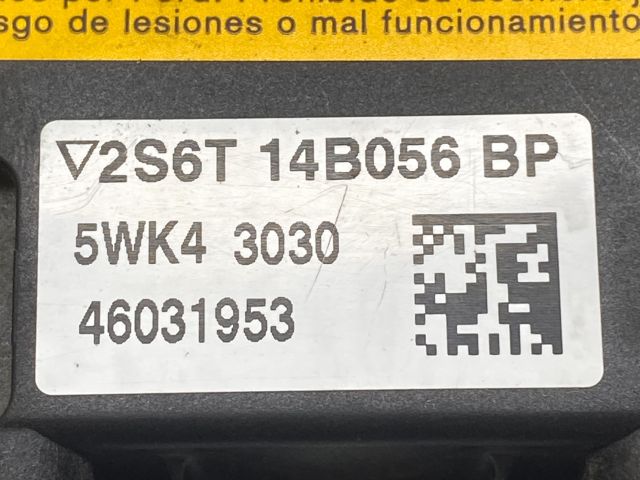 sgo de lesiones o mal funcionamiento
▽2S6T 14B056 BP
5WK4 3030
46031953